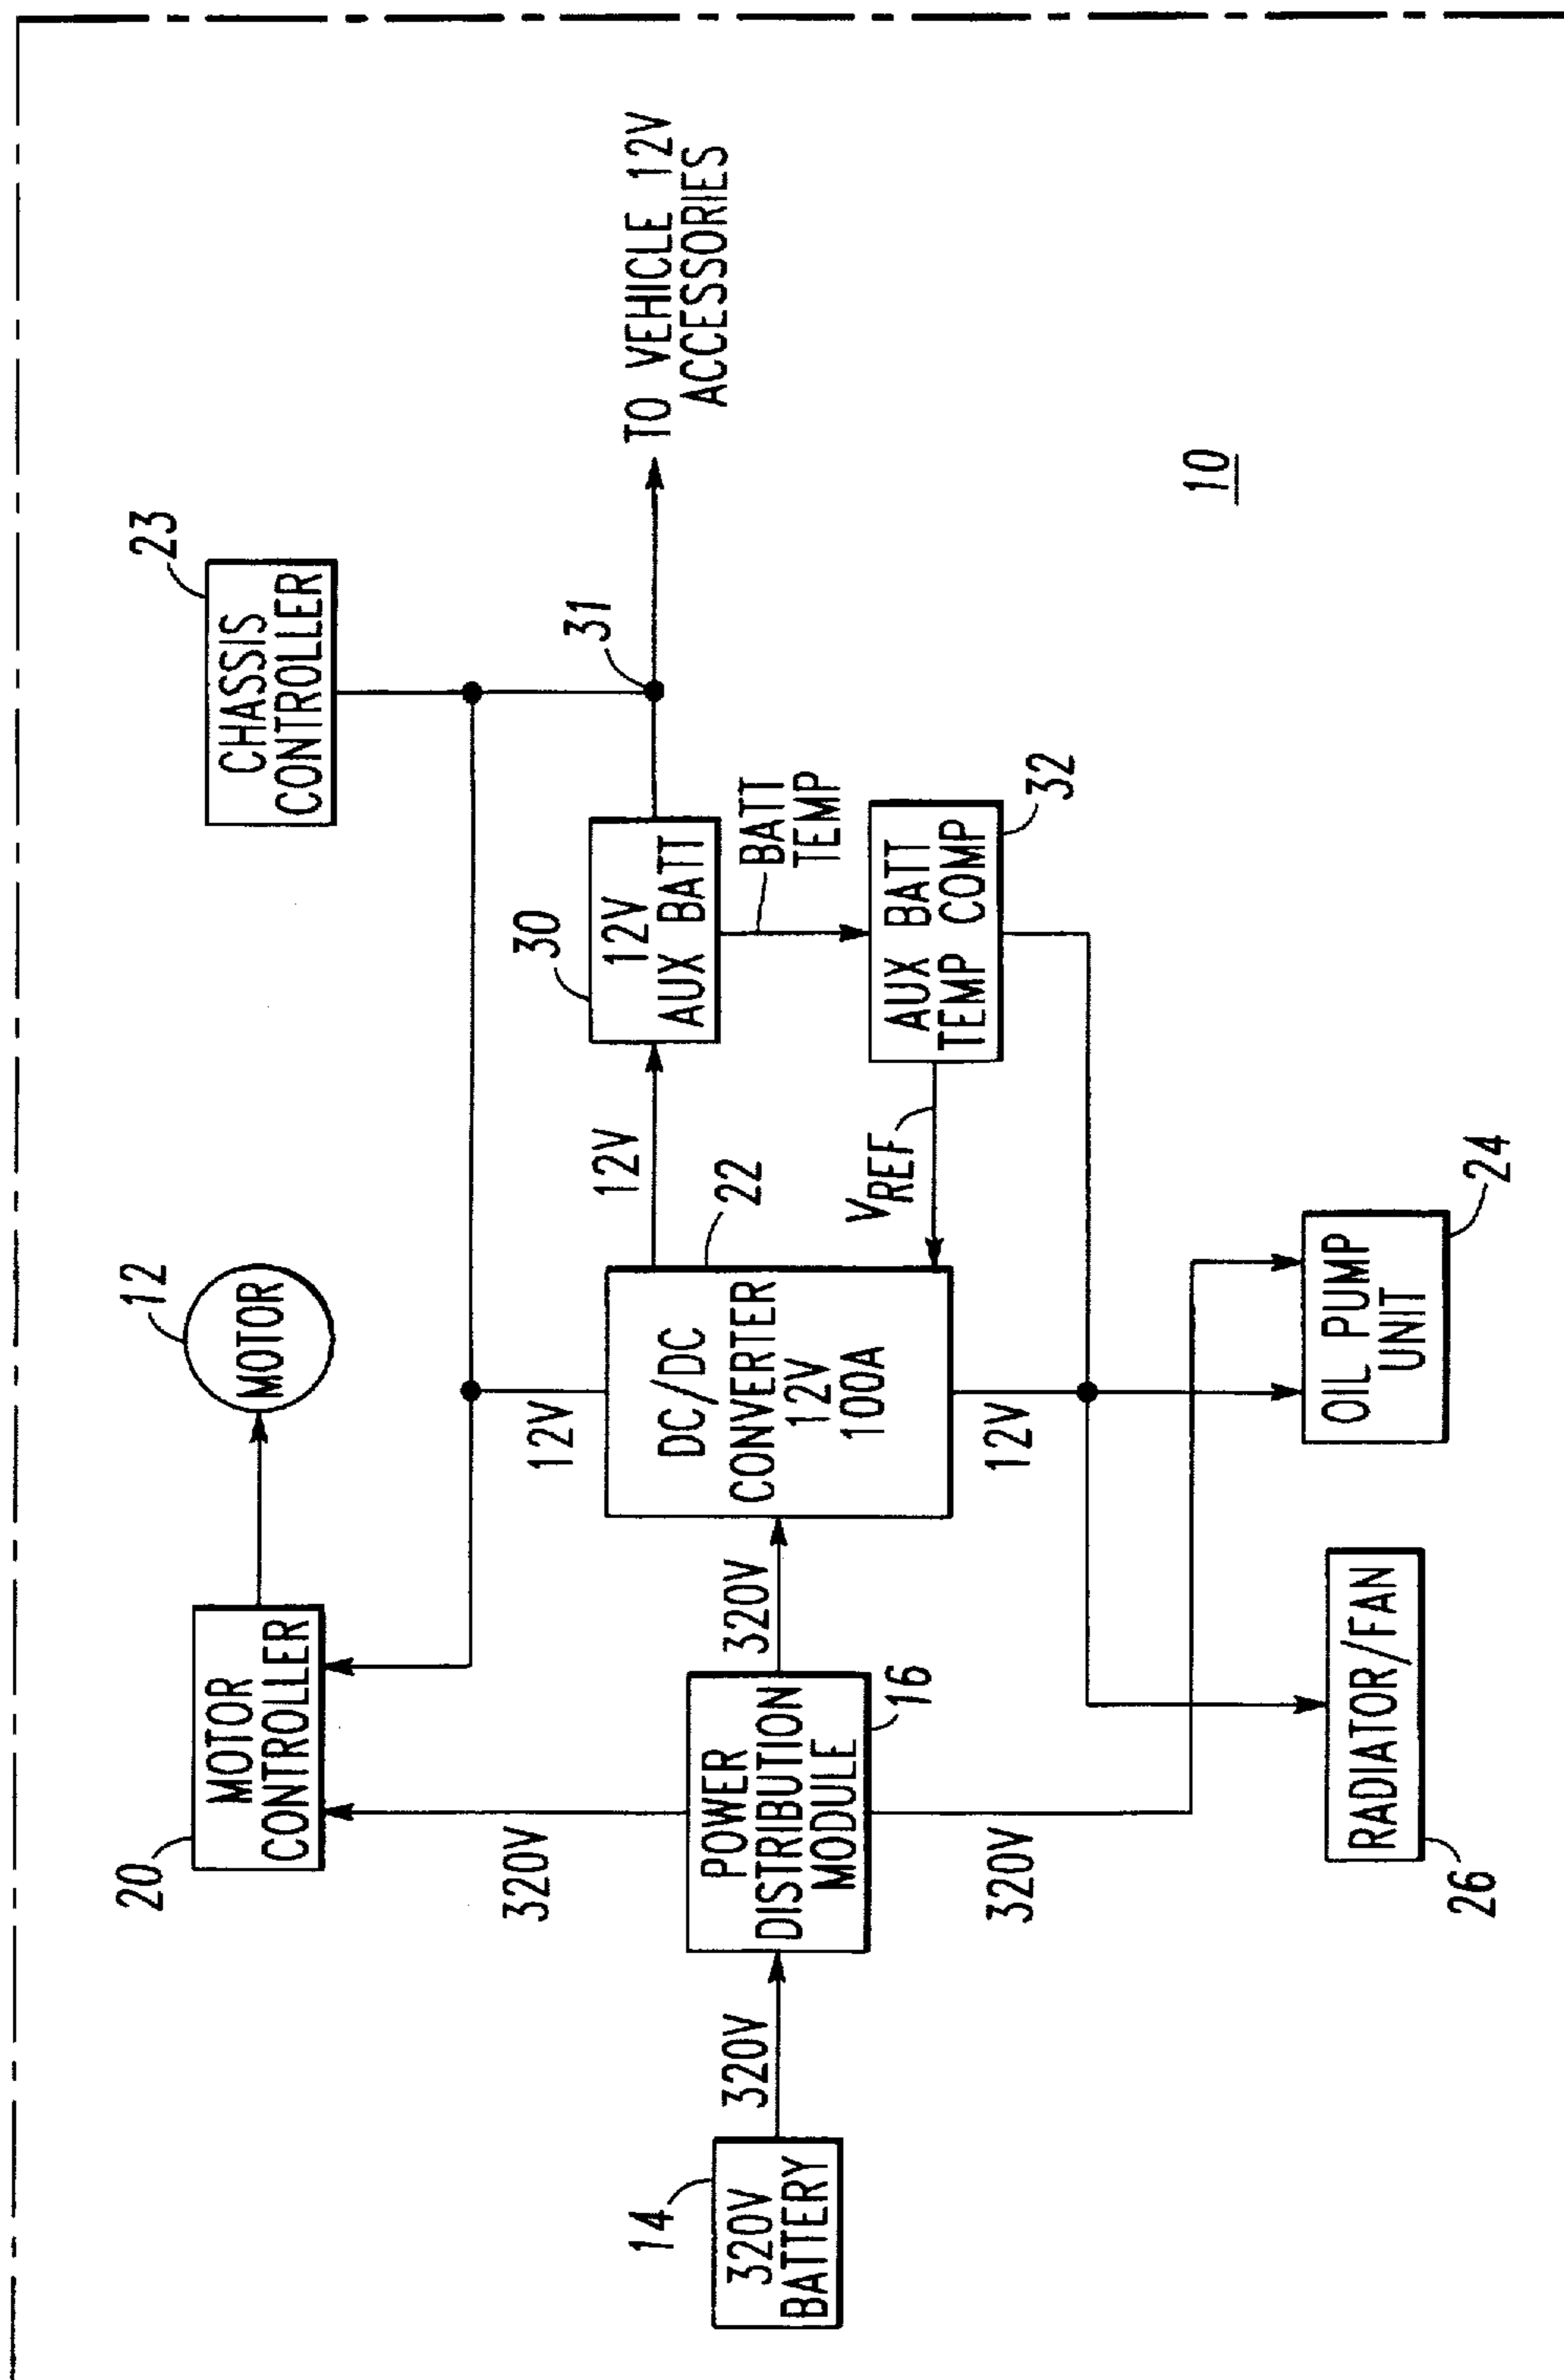 12
MOTOR
20
MOTOR
CONTROLLER
23
CHASSIS
CONTROLLER
320V
12V
31
TO VEHICLE 12V
ACCESSORIES
30
12V
AUX BATT
12V
22
BATT
TEMP
14
320V
BATTERY
320V
POWER
DISTRIBUTION
MODULE
16
320V
DC/DC
CONVERTER
12V
100A
VREF
AUX BATT
TEMP COMP
32
320V
12V
10
26
RADIATOR/FAN
OIL PUMP
UNIT
24